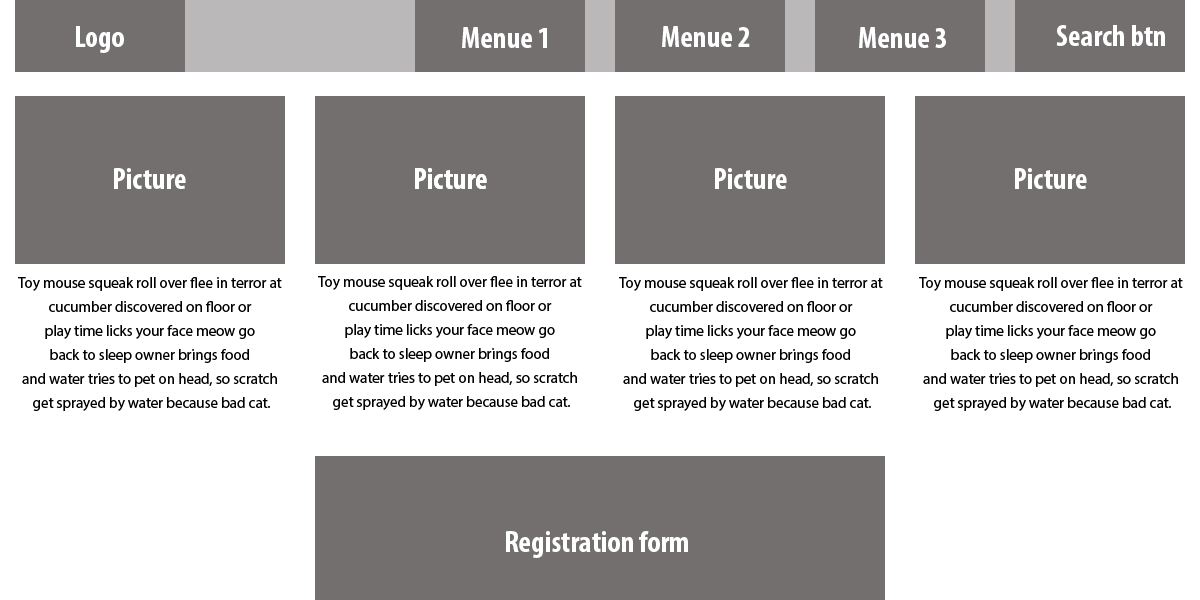 Logo
Menue 1
Menue 2
Menue 3
Search btn
Picture
Picture
Picture
Picture
Toy mouse squeak roll over flee in terror at
cucumber discovered on floor or
play time licks your face meow go
back to sleep owner brings food
and water tries to pet on head, so scratch
get sprayed by water because bad cat.
Toy mouse squeak roll over flee in terror at
cucumber discovered on floor or
play time licks your face meow go
back to sleep owner brings food
and water tries to pet on head, so scratch
get sprayed by water because bad cat.
Toy mouse squeak roll over flee in terror at
cucumber discovered on floor or
play time licks your face meow go
back to sleep owner brings food
and water tries to pet on head, so scratch
get sprayed by water because bad cat.
Toy mouse squeak roll over flee in terror at
cucumber discovered on floor or
play time licks your face meow go
back to sleep owner brings food
and water tries to pet on head, so scratch
get sprayed by water because bad cat.
Registration form